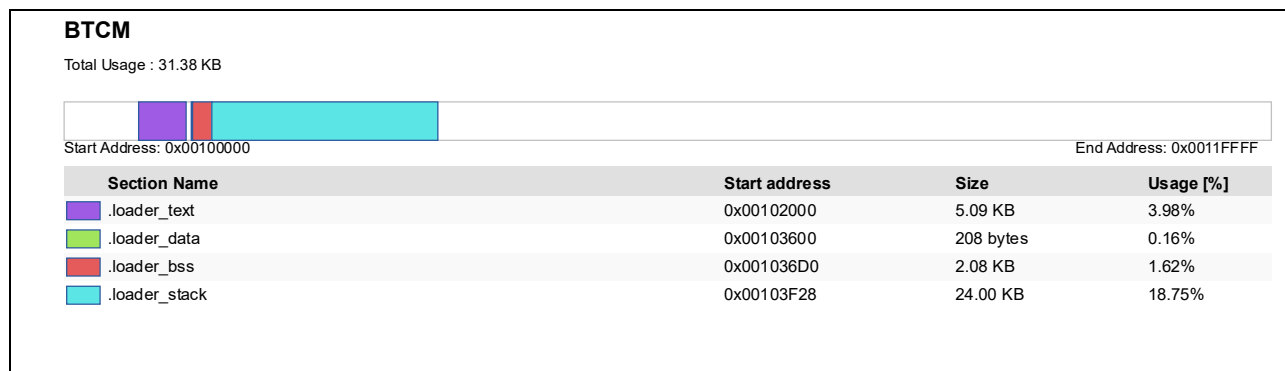 BTCM
Total Usage : 31.38 KB
Start Address: 0x00100000 End Address: 0x0011FFFF
Section Name Start address Size Usage [%]
.loader_text 0x00102000 5.09 KB 3.98%
.loader_data 0x00103600 208 bytes 0.16%
.loader_bss 0x001036D0 2.08 KB 1.62%
.loader_stack 0x00103F28 24.00 KB 18.75%